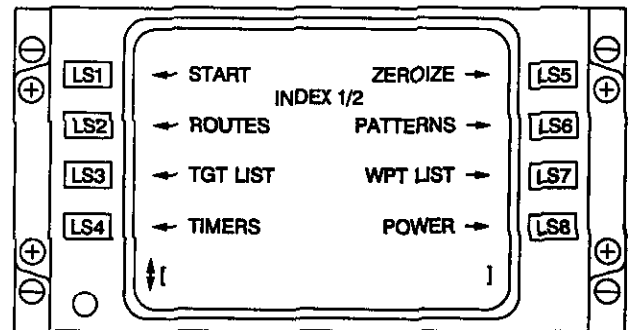 LS1 ← START ZEROIZE → LS5
INDEX 1/2
LS2 ← ROUTES PATTERNS → LS6
LS3 ← TGT LIST WPT LIST → LS7
LS4 ← TIMERS POWER → LS8
↕[ ]